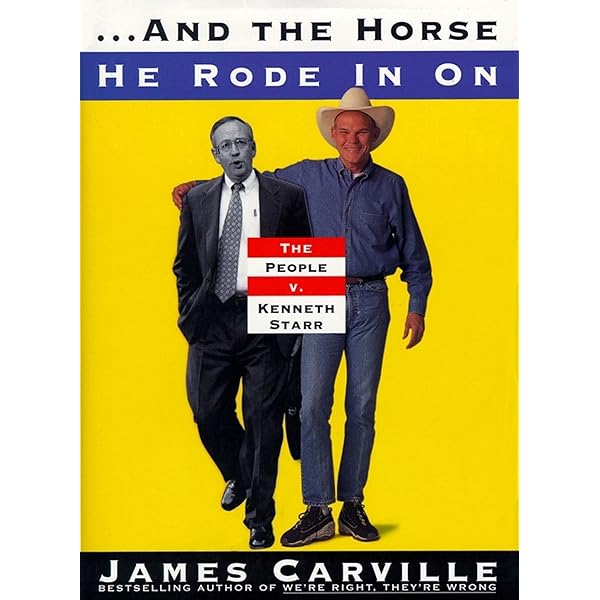 ...AND THE HORSE
HE RODE IN ON
THE
PEOPLE
V.
KENNETH
STARR
JAMES CARVILLE
BESTSELLING AUTHOR OF WE'RE RIGHT, THEY'RE WRONG